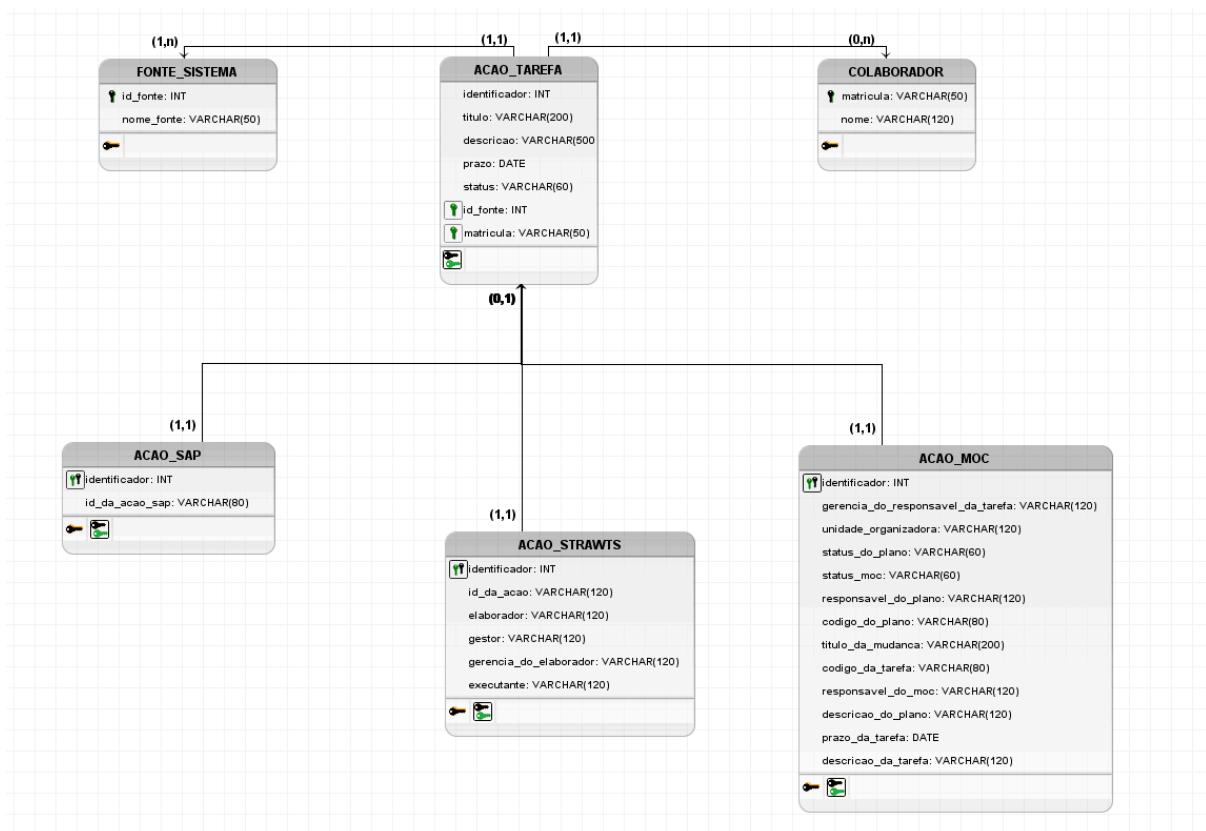 (1,n)
(1,1)
(1,1)
(0,n)
FONTE_SISTEMA
id_fonte: INT
nome_fonte: VARCHAR(50)
ACAO_TAREFA
identificador: INT
titulo: VARCHAR(200)
descricao: VARCHAR(500
prazo: DATE
status: VARCHAR(60)
id_fonte: INT
matricula: VARCHAR(50)
COLABORADOR
matricula: VARCHAR(50)
nome: VARCHAR(120)
(0,1)
(1,1)
ACAO_SAP
identificador: INT
id_da_acao_sap: VARCHAR(80)
(1,1)
ACAO_STRAWTS
identificador: INT
id_da_acao: VARCHAR(120)
elaborador: VARCHAR(120)
gestor: VARCHAR(120)
gerencia_do_elaborador: VARCHAR(120)
executante: VARCHAR(120)
(1,1)
ACAO_MOC
identificador: INT
gerencia_do_responsavel_da_tarefa: VARCHAR(120)
unidade_organizadora: VARCHAR(120)
status_do_plano: VARCHAR(60)
status_moc: VARCHAR(60)
responsavel_do_plano: VARCHAR(120)
codigo_do_plano: VARCHAR(80)
titulo_da_mudanca: VARCHAR(200)
codigo_da_tarefa: VARCHAR(80)
responsavel_do_moc: VARCHAR(120)
descricao_do_plano: VARCHAR(120)
prazo_da_tarefa: DATE
descricao_da_tarefa: VARCHAR(120)